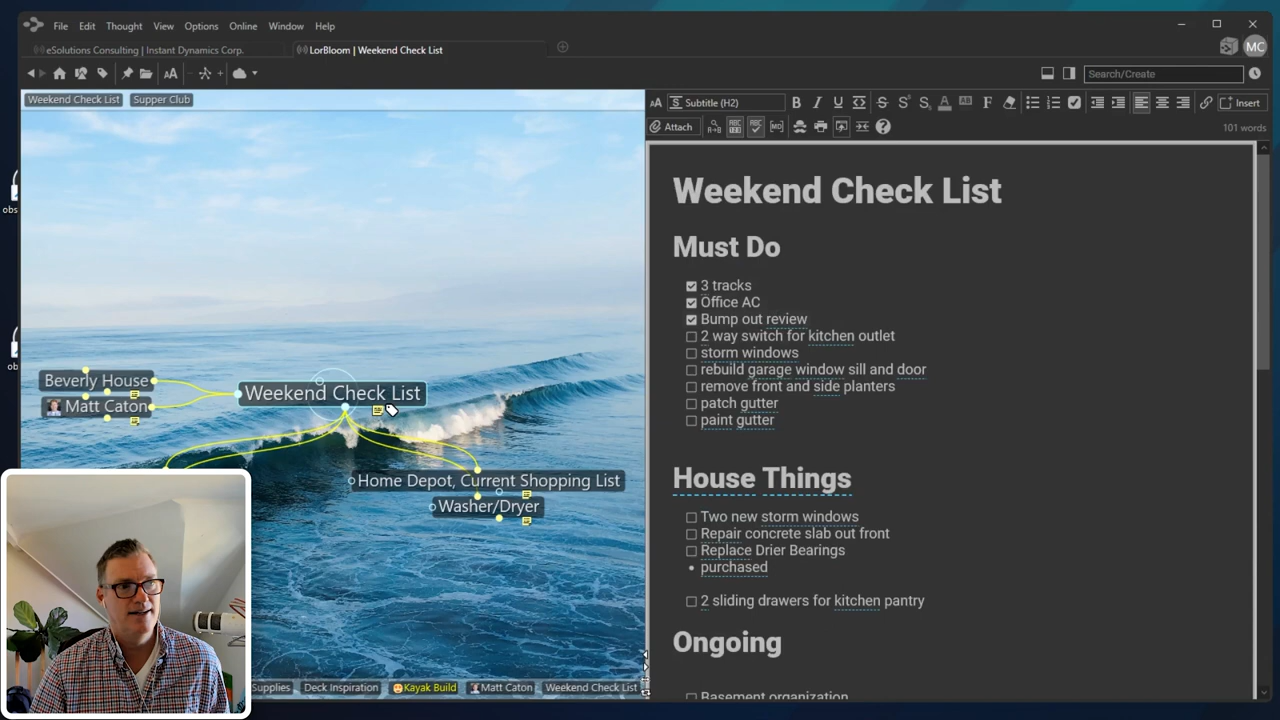 File Edit Thought View Options Online Window Help
eSolutions Consulting | Instant Dynamics Corp.
LorBloom | Weekend Check List
MC
Search/Create
Weekend Check List
Supper Club
Subtitle (H2)
Insert
Attach
101 words
Weekend Check List
Must Do
3 tracks
Office AC
Bump out review
2 way switch for kitchen outlet
storm windows
rebuild garage window sill and door
remove front and side planters
patch gutter
paint gutter
House Things
Two new storm windows
Repair concrete slab out front
Replace Drier Bearings
purchased
2 sliding drawers for kitchen pantry
Ongoing
Basement organization
Beverly House
Matt Caton
Weekend Check List
Home Depot, Current Shopping List
Washer/Dryer
Supplies
Deck Inspiration
Kayak Build
Matt Caton
Weekend Check List
obs
ob